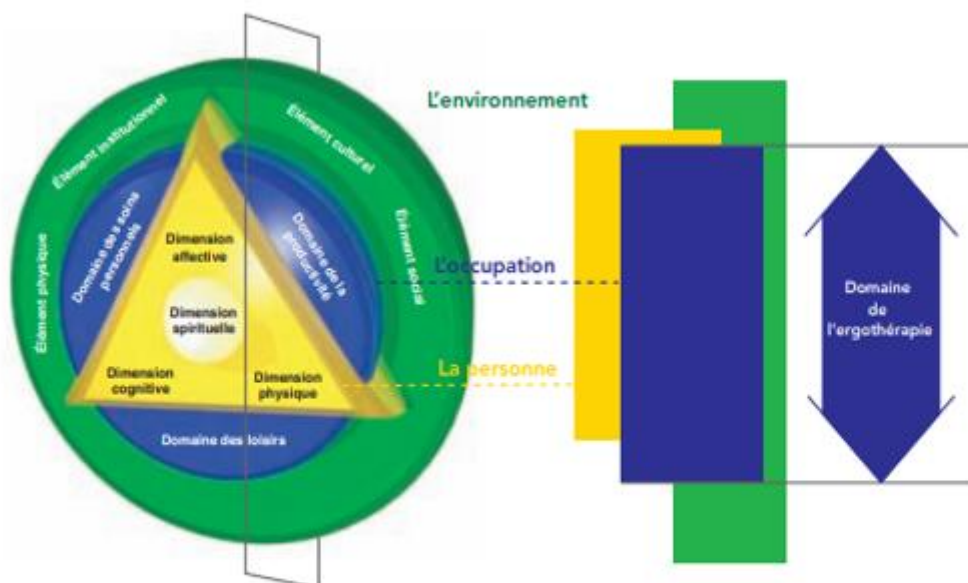 Élément institutionnel
Élément culturel
Élément physique
Élément social
Domaine des soins
personnels
Domaine de la
productivité
Dimension
affective
Dimension
spirituelle
Dimension
cognitive
Dimension
physique
Domaine des loisirs
L'environnement
L'occupation
La personne
Domaine
de
l'ergothérapie